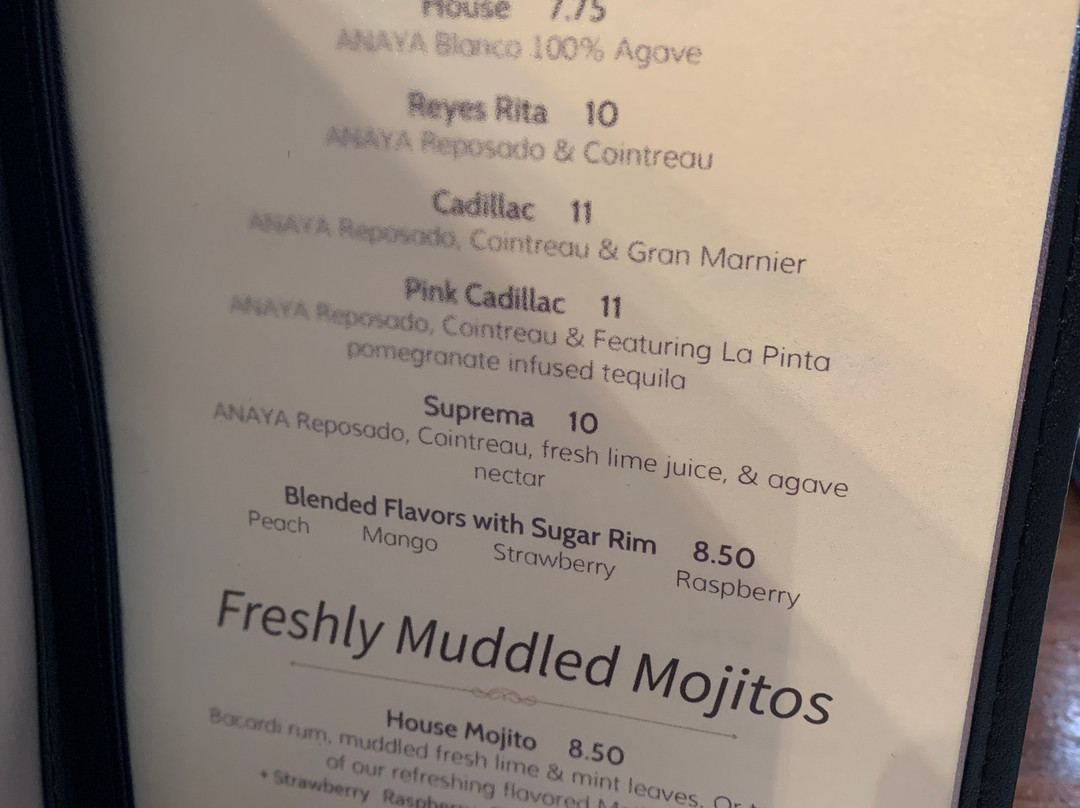 House 7.75
ANAYA Blanco 100% Agave
Reyes Rita 10
ANAYA Reposado & Cointreau
Cadillac 11
ANAYA Reposado, Cointreau & Gran Marnier
Pink Cadillac 11
ANAYA Reposado, Cointreau & Featuring La Pinta
pomegranate infused tequila
Suprema 10
ANAYA Reposado, Cointreau, fresh lime juice, & agave
nectar
Blended Flavors with Sugar Rim 8.50
Peach Mango Strawberry Raspberry
Freshly Muddled Mojitos
House Mojito 8.50
Bacardi rum, muddled fresh lime & mint leaves. Or
of our refreshing flavored
+ Strawberry